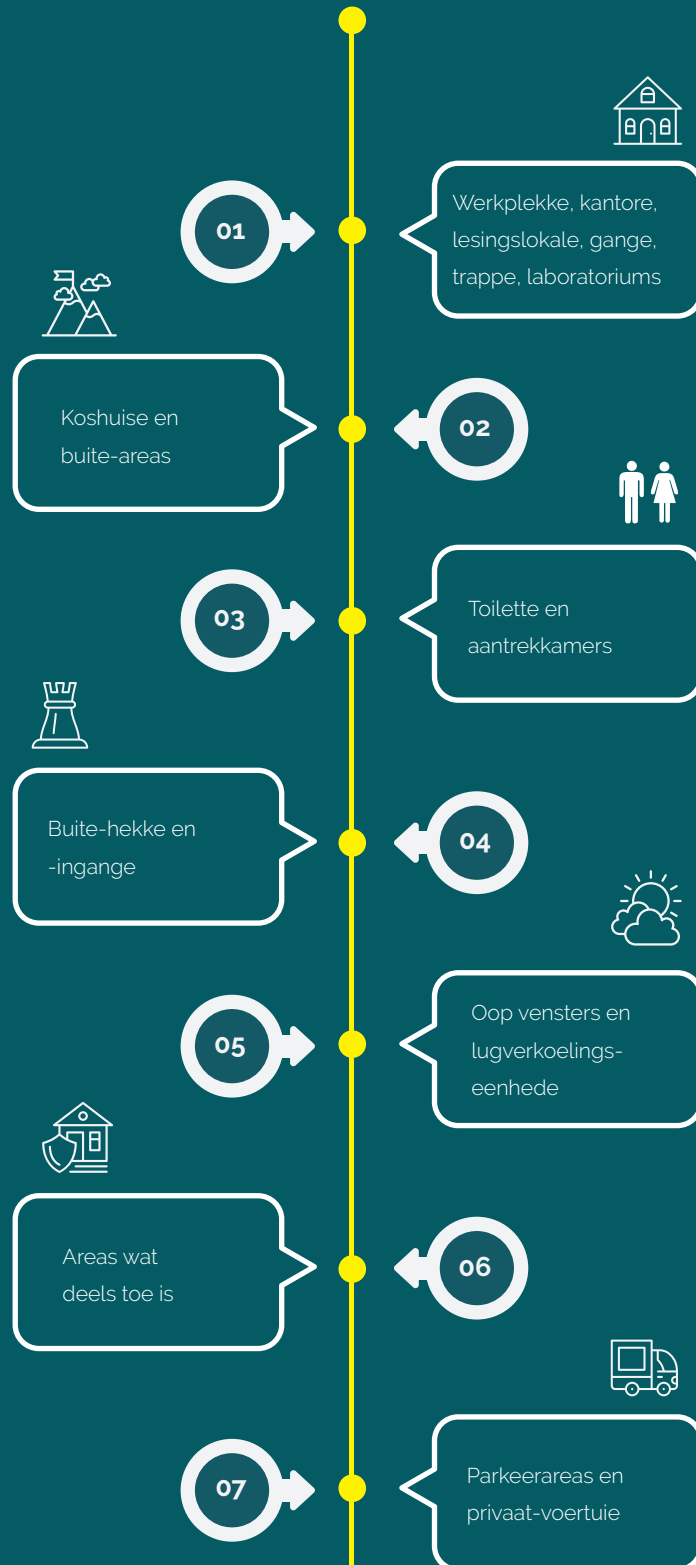 01
Werkplekke, kantore,
lesingslokale, gange,
trappe, laboratoriums
Koshuise en
buite-areas
02
03
Toilette en
aantrekkamers
Buite-hekke en
-ingange
04
05
Oop vensters en
lugverkoelings-
eenhede
Areas wat
deels toe is
06
07
Parkeerareas en
privaat-voertuie